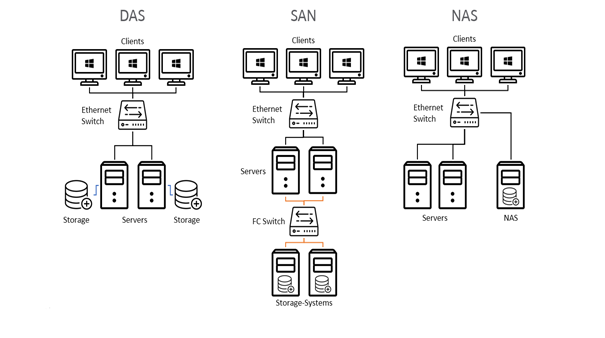 DAS
Clients
Ethernet
Switch
Storage
Servers
Storage
SAN
Clients
Ethernet
Switch
Servers
FC Switch
Storage-Systems
NAS
Clients
Ethernet
Switch
Servers
NAS